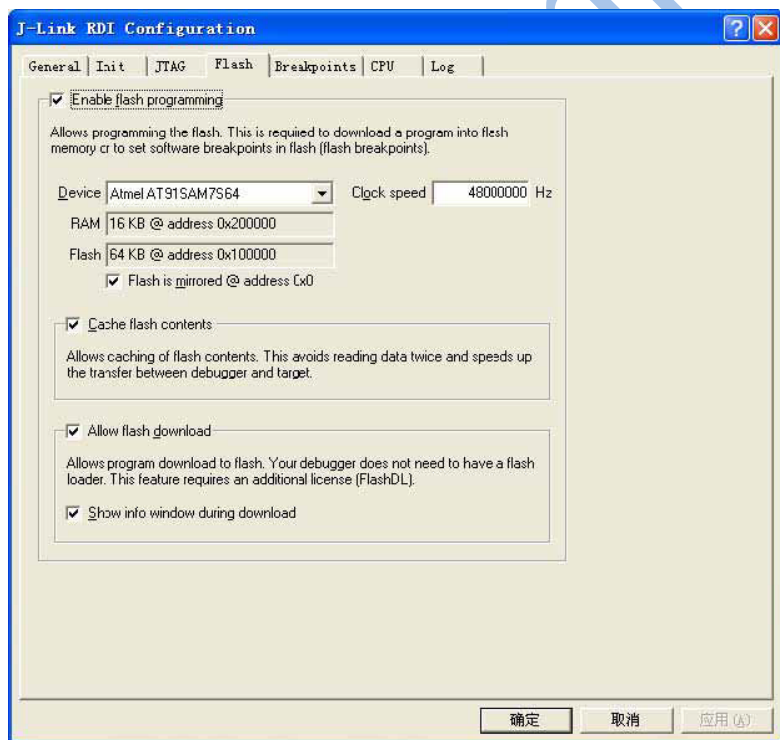 J-Link RDI Configuration
General Init JTAG Flash Breakpoints CPU Log
Enable flash programming
Allows programming the flash. This is required to download a program into flash
memory or to set software breakpoints in flash (flash breakpoints).
Device Atmel AT91SAM7S64 Clock speed 48000000 Hz
RAM 16 KB @ address 0x200000
Flash 64 KB @ address 0x100000
Flash is mirrored @ address 0x0
Cache flash contents
Allows caching of flash contents. This avoids reading data twice and speeds up
the transfer between debugger and target.
Allow flash download
Allows program download to flash. Your debugger does not need to have a flash
loader. This feature requires an additional license (FlashDL).
Show info window during download
确定 取消 应用(A)